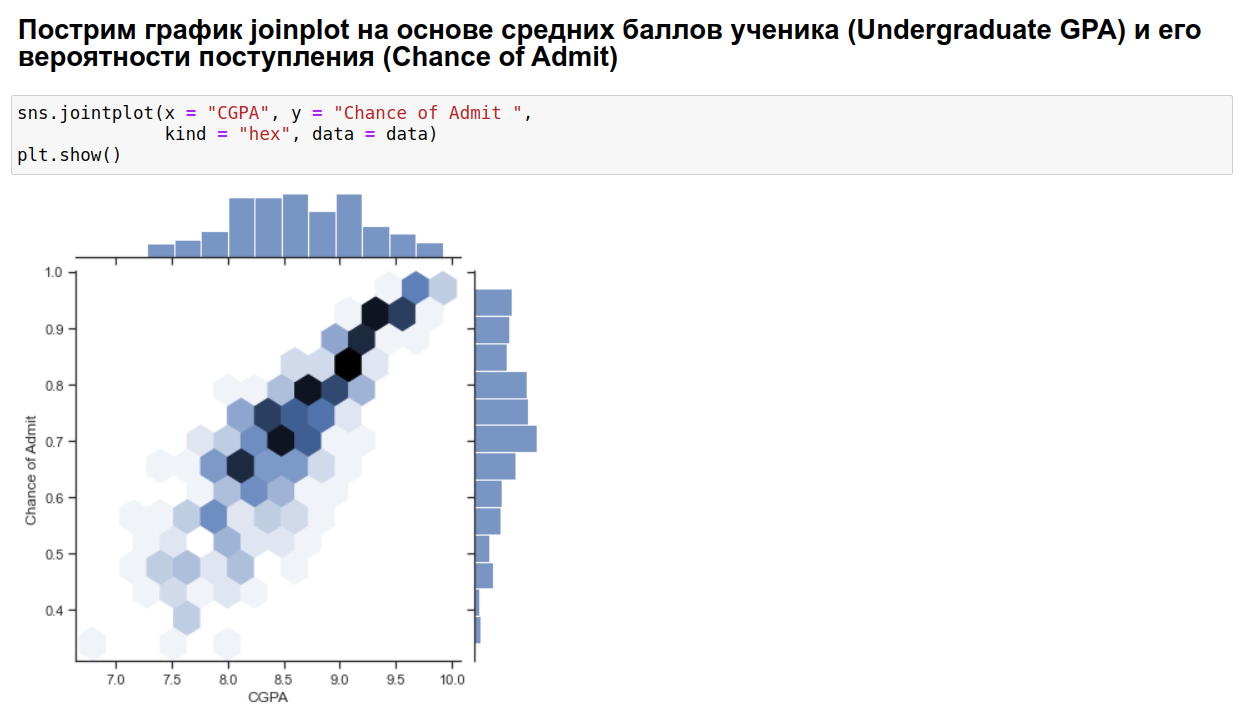 Пострим график joinplot на основе средних баллов ученика (Undergraduate GPA) и его
вероятности поступления (Chance of Admit)
sns.jointplot(x = "CGPA", y = "Chance of Admit ",
kind = "hex", data = data)
plt.show()
1.0
0.9
0.8
0.7
0.6
0.5
0.4
Chance of Admit
7.0 7.5 8.0 8.5 9.0 9.5 10.0
CGPA